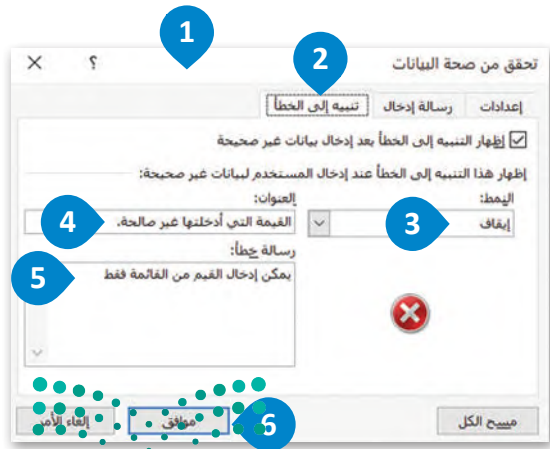 1
تحقق من صحة البيانات
؟
2
إعدادات
رسالة إدخال
تنبيه إلى الخطأ
إظهار التنبيه إلى الخطأ بعد إدخال بيانات غير صحيحة
إظهار هذا التنبيه إلى الخطأ عند إدخال المستخدم لبيانات غير صحيحة:
النمط:
العنوان:
إيقاف
3
القيمة التي أدخلتها غير صالحة.
4
رسالة خطأ:
يمكن إدخال القيم من القائمة فقط
5
مسح الكل
6
موافق
إلغاء الأمر